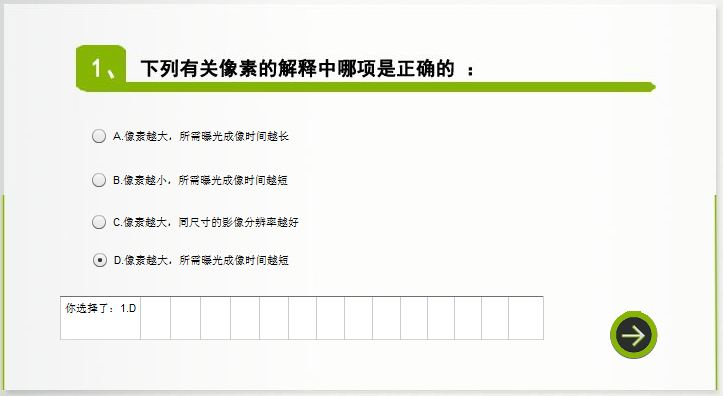 1、 下列有关像素的解释中哪项是正确的 ：
A.像素越大，所需曝光成像时间越长
B.像素越小，所需曝光成像时间越短
C.像素越大，同尺寸的影像分辨率越好
D.像素越大，所需曝光成像时间越短
你选择了：1.D